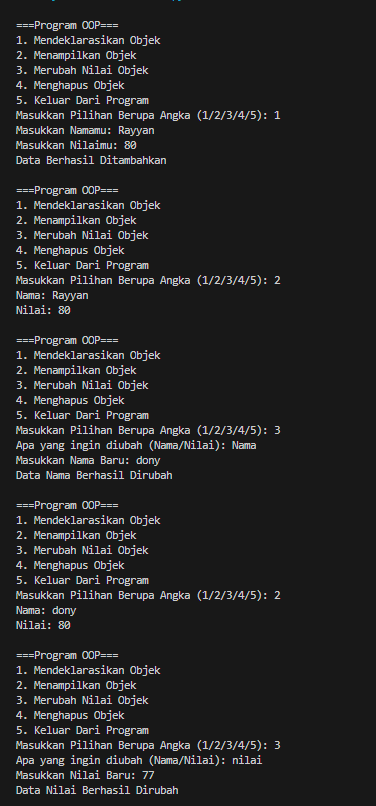 ===Program OOP===
1. Mendeklarasikan Objek
2. Menampilkan Objek
3. Merubah Nilai Objek
4. Menghapus Objek
5. Keluar Dari Program
Masukkan Pilihan Berupa Angka (1/2/3/4/5): 1
Masukkan Namamu: Rayyan
Masukkan Nilaimu: 80
Data Berhasil Ditambahkan
===Program OOP===
1. Mendeklarasikan Objek
2. Menampilkan Objek
3. Merubah Nilai Objek
4. Menghapus Objek
5. Keluar Dari Program
Masukkan Pilihan Berupa Angka (1/2/3/4/5): 2
Nama: Rayyan
Nilai: 80
===Program OOP===
1. Mendeklarasikan Objek
2. Menampilkan Objek
3. Merubah Nilai Objek
4. Menghapus Objek
5. Keluar Dari Program
Masukkan Pilihan Berupa Angka (1/2/3/4/5): 3
Apa yang ingin diubah (Nama/Nilai): Nama
Masukkan Nama Baru: dony
Data Nama Berhasil Dirubah
===Program OOP===
1. Mendeklarasikan Objek
2. Menampilkan Objek
3. Merubah Nilai Objek
4. Menghapus Objek
5. Keluar Dari Program
Masukkan Pilihan Berupa Angka (1/2/3/4/5): 2
Nama: dony
Nilai: 80
===Program OOP===
1. Mendeklarasikan Objek
2. Menampilkan Objek
3. Merubah Nilai Objek
4. Menghapus Objek
5. Keluar Dari Program
Masukkan Pilihan Berupa Angka (1/2/3/4/5): 3
Apa yang ingin diubah (Nama/Nilai): nilai
Masukkan Nilai Baru: 77
Data Nilai Berhasil Dirubah